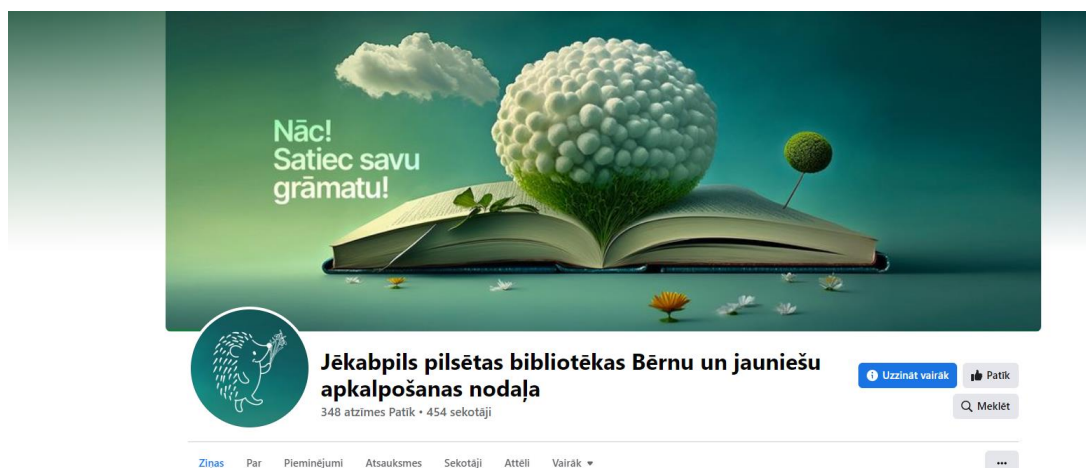 Nāc!
Satiec savu
grāmatu!
Jēkabpils pilsētas bibliotēkas Bērnu un jauniešu
apkalpošanas nodaļa
348 atzīmes Patīk • 454 sekotāji
Uzzināt vairāk
Patīk
Meklēt
Ziņas Par Pieminējumi Atsauksmes Sekotāji Attēli Vairāk